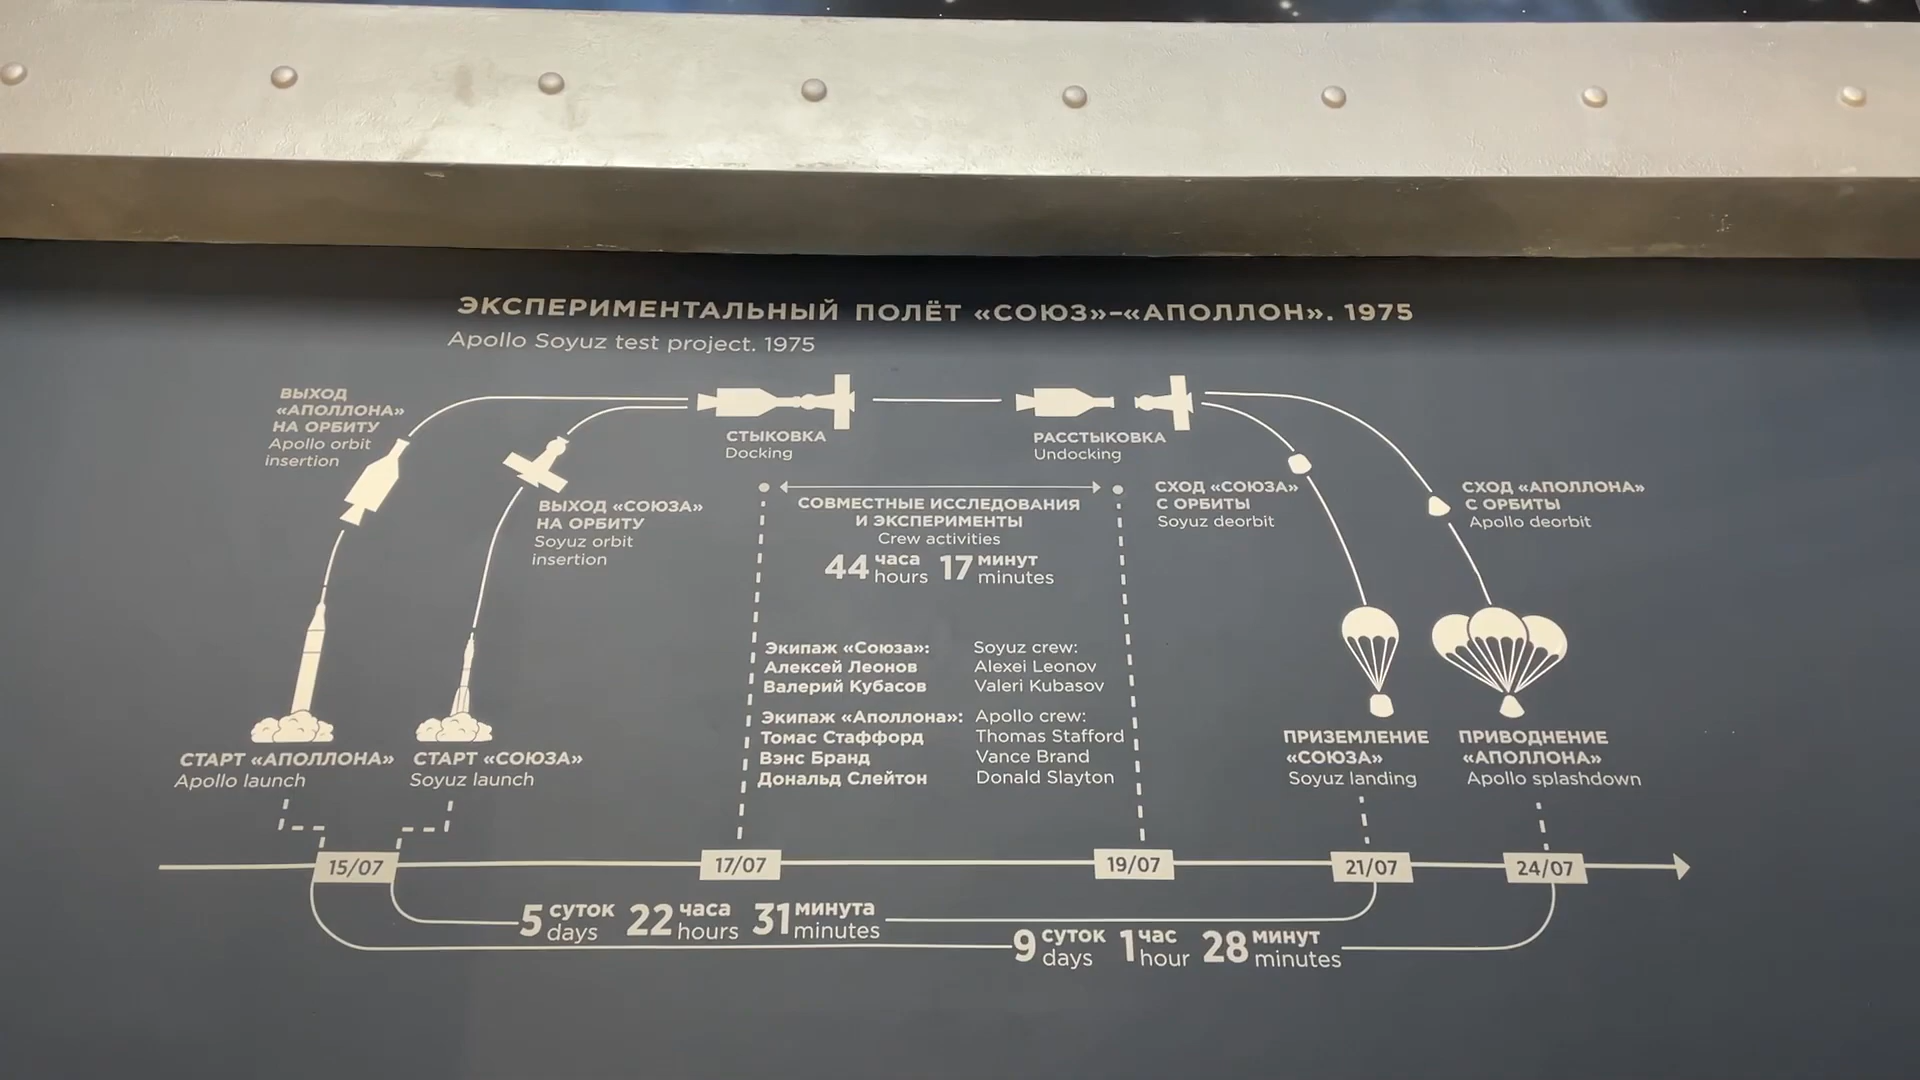 ЭКСПЕРИМЕНТАЛЬНЫЙ ПОЛЁТ «СОЮЗ»–«АПОЛЛОН». 1975
Apollo Soyuz test project. 1975
ВЫХОД
«АПОЛЛОНА»
НА ОРБИТУ
Apollo orbit
insertion
ВЫХОД «СОЮЗА»
НА ОРБИТУ
Soyuz orbit
insertion
СТЫКОВКА
Docking
РАССТЫКОВКА
Undocking
СОВМЕСТНЫЕ ИССЛЕДОВАНИЯ
И ЭКСПЕРИМЕНТЫ
Crew activities
44 часа hours 17 минут minutes
СХОД «СОЮЗА»
С ОРБИТЫ
Soyuz deorbit
СХОД «АПОЛЛОНА»
С ОРБИТЫ
Apollo deorbit
Экипаж «Союза»:
Алексей Леонов
Валерий Кубасов
Soyuz crew:
Alexei Leonov
Valeri Kubasov
Экипаж «Аполлона»:
Томас Стаффорд
Вэнс Бранд
Дональд Слейтон
Apollo crew:
Thomas Stafford
Vance Brand
Donald Slayton
СТАРТ «АПОЛЛОНА»
Apollo launch
СТАРТ «СОЮЗА»
Soyuz launch
ПРИЗЕМЛЕНИЕ
«СОЮЗА»
Soyuz landing
ПРИВОДНЕНИЕ
«АПОЛЛОНА»
Apollo splashdown
15/07
17/07
19/07
21/07
24/07
5 суток days 22 часа hours 31 минута minutes
9 суток days 1 час hour 28 минут minutes